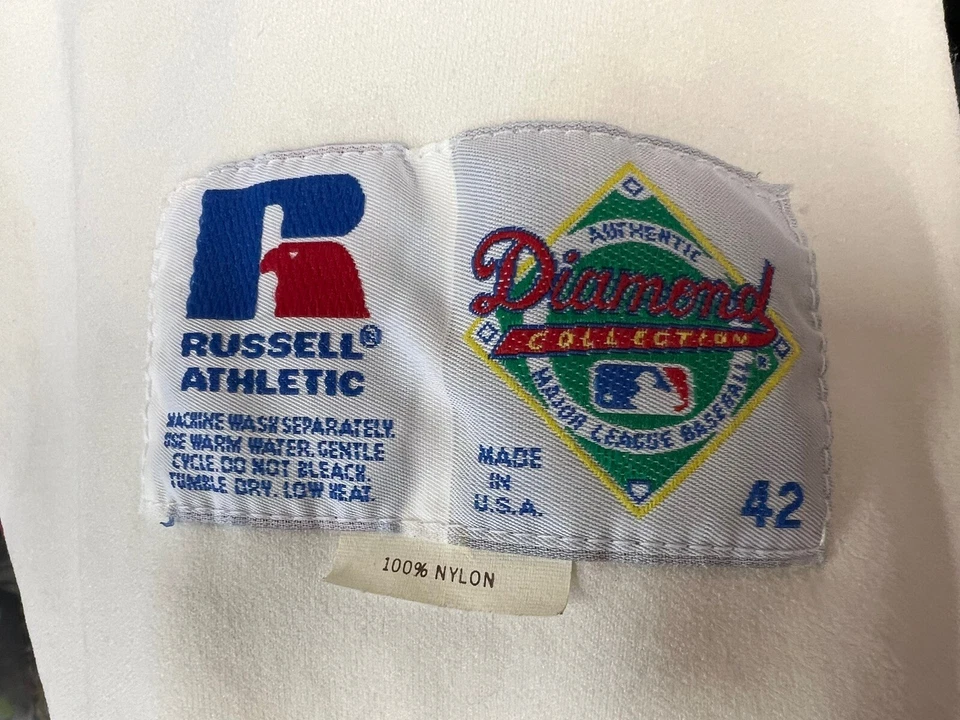 RUSSELL®
ATHLETIC
MACHINE WASH SEPARATELY.
USE WARM WATER. GENTLE
CYCLE. DO NOT BLEACH.
TUMBLE DRY. LOW HEAT.
AUTHENTIC
Diamond
COLLECTION
®
MAJOR LEAGUE BASEBALL
MADE
IN
U.S.A.
42
100% NYLON